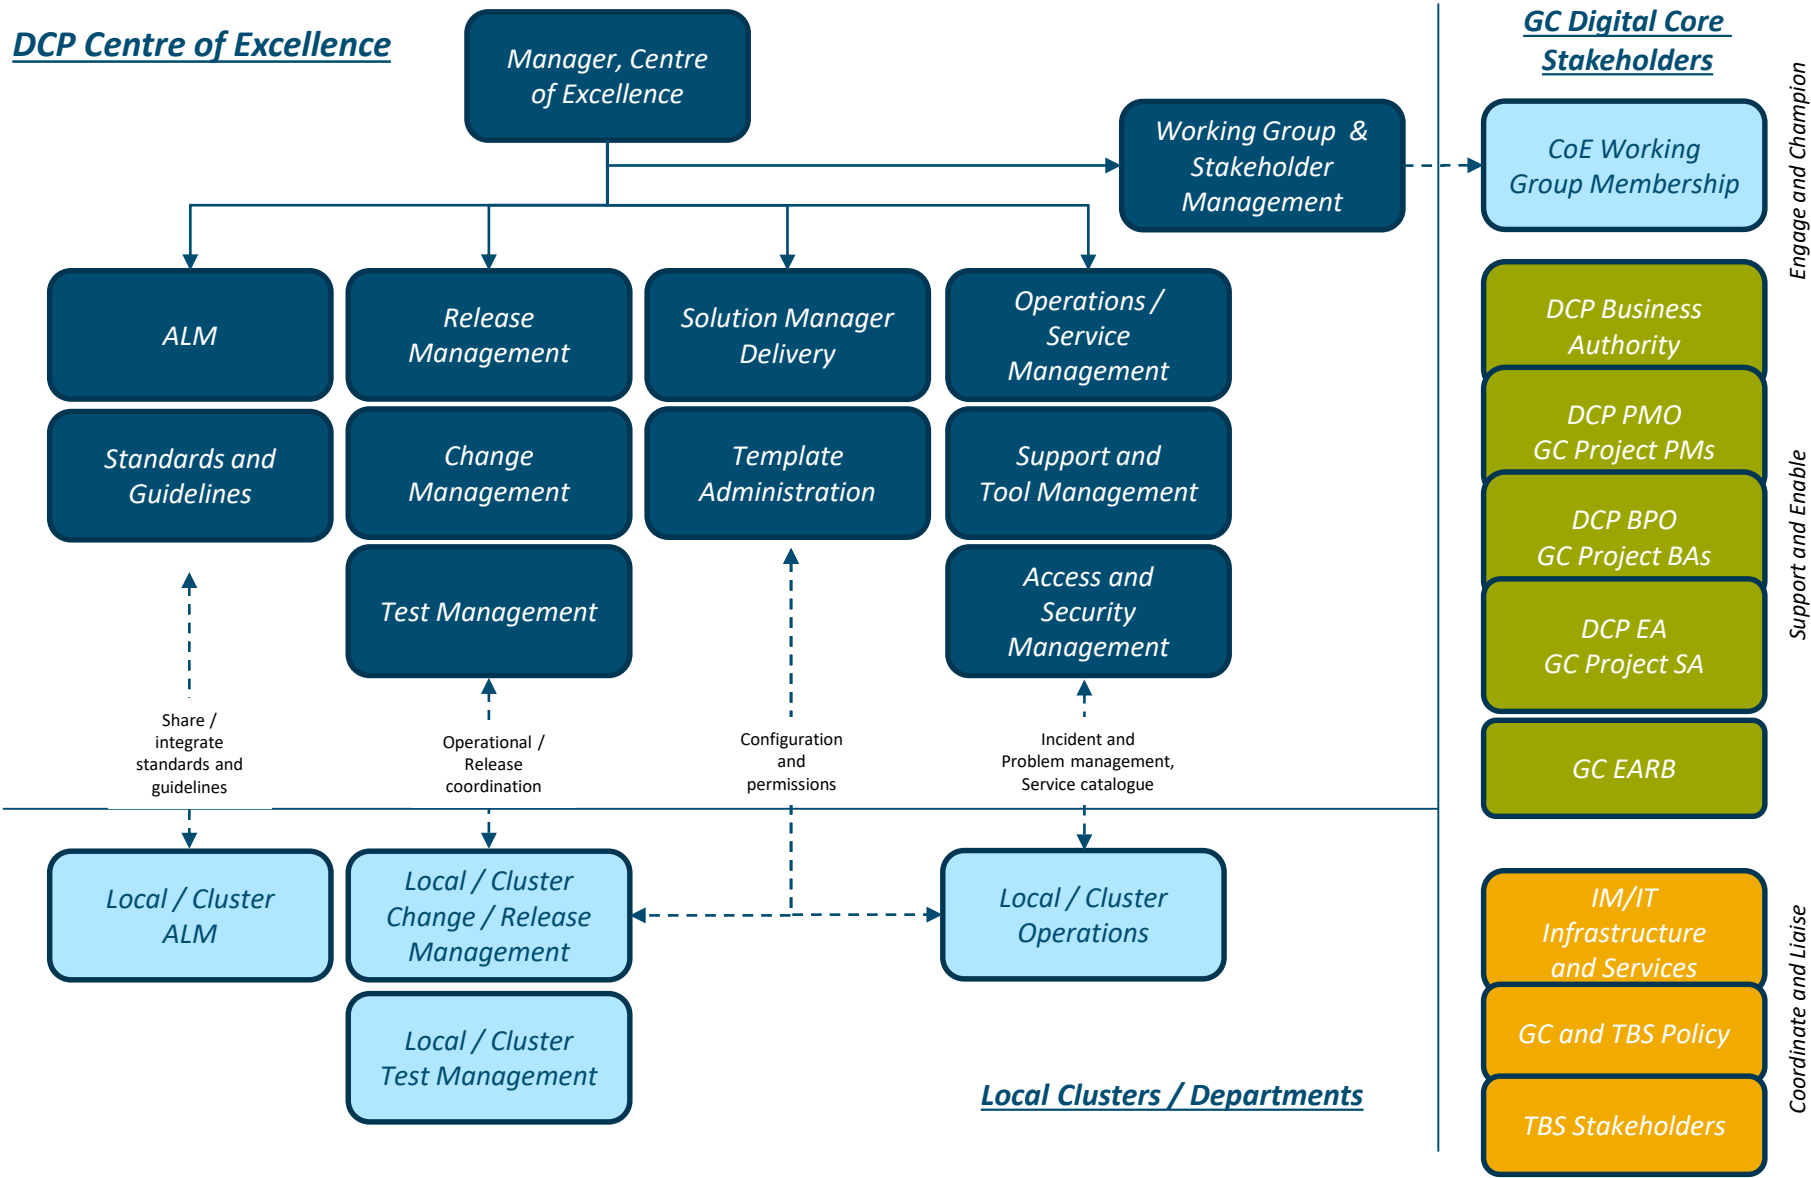 DCP Centre of Excellence
Manager, Centre
of Excellence
Working Group &
Stakeholder
Management
ALM
Release
Management
Solution Manager
Delivery
Operations /
Service
Management
Standards and
Guidelines
Change
Management
Template
Administration
Support and
Tool Management
Test Management
Access and
Security
Management
Share /
integrate
standards and
guidelines
Operational /
Release
coordination
Configuration
and
permissions
Incident and
Problem management,
Service catalogue
Local / Cluster
ALM
Local / Cluster
Change / Release
Management
Local / Cluster
Operations
Local / Cluster
Test Management
Local Clusters / Departments
GC Digital Core
Stakeholders
CoE Working
Group Membership
Engage and Champion
DCP Business
Authority
DCP PMO
GC Project PMs
DCP BPO
GC Project BAs
DCP EA
GC Project SA
GC EARB
Support and Enable
IM/IT
Infrastructure
and Services
GC and TBS Policy
TBS Stakeholders
Coordinate and Liaise